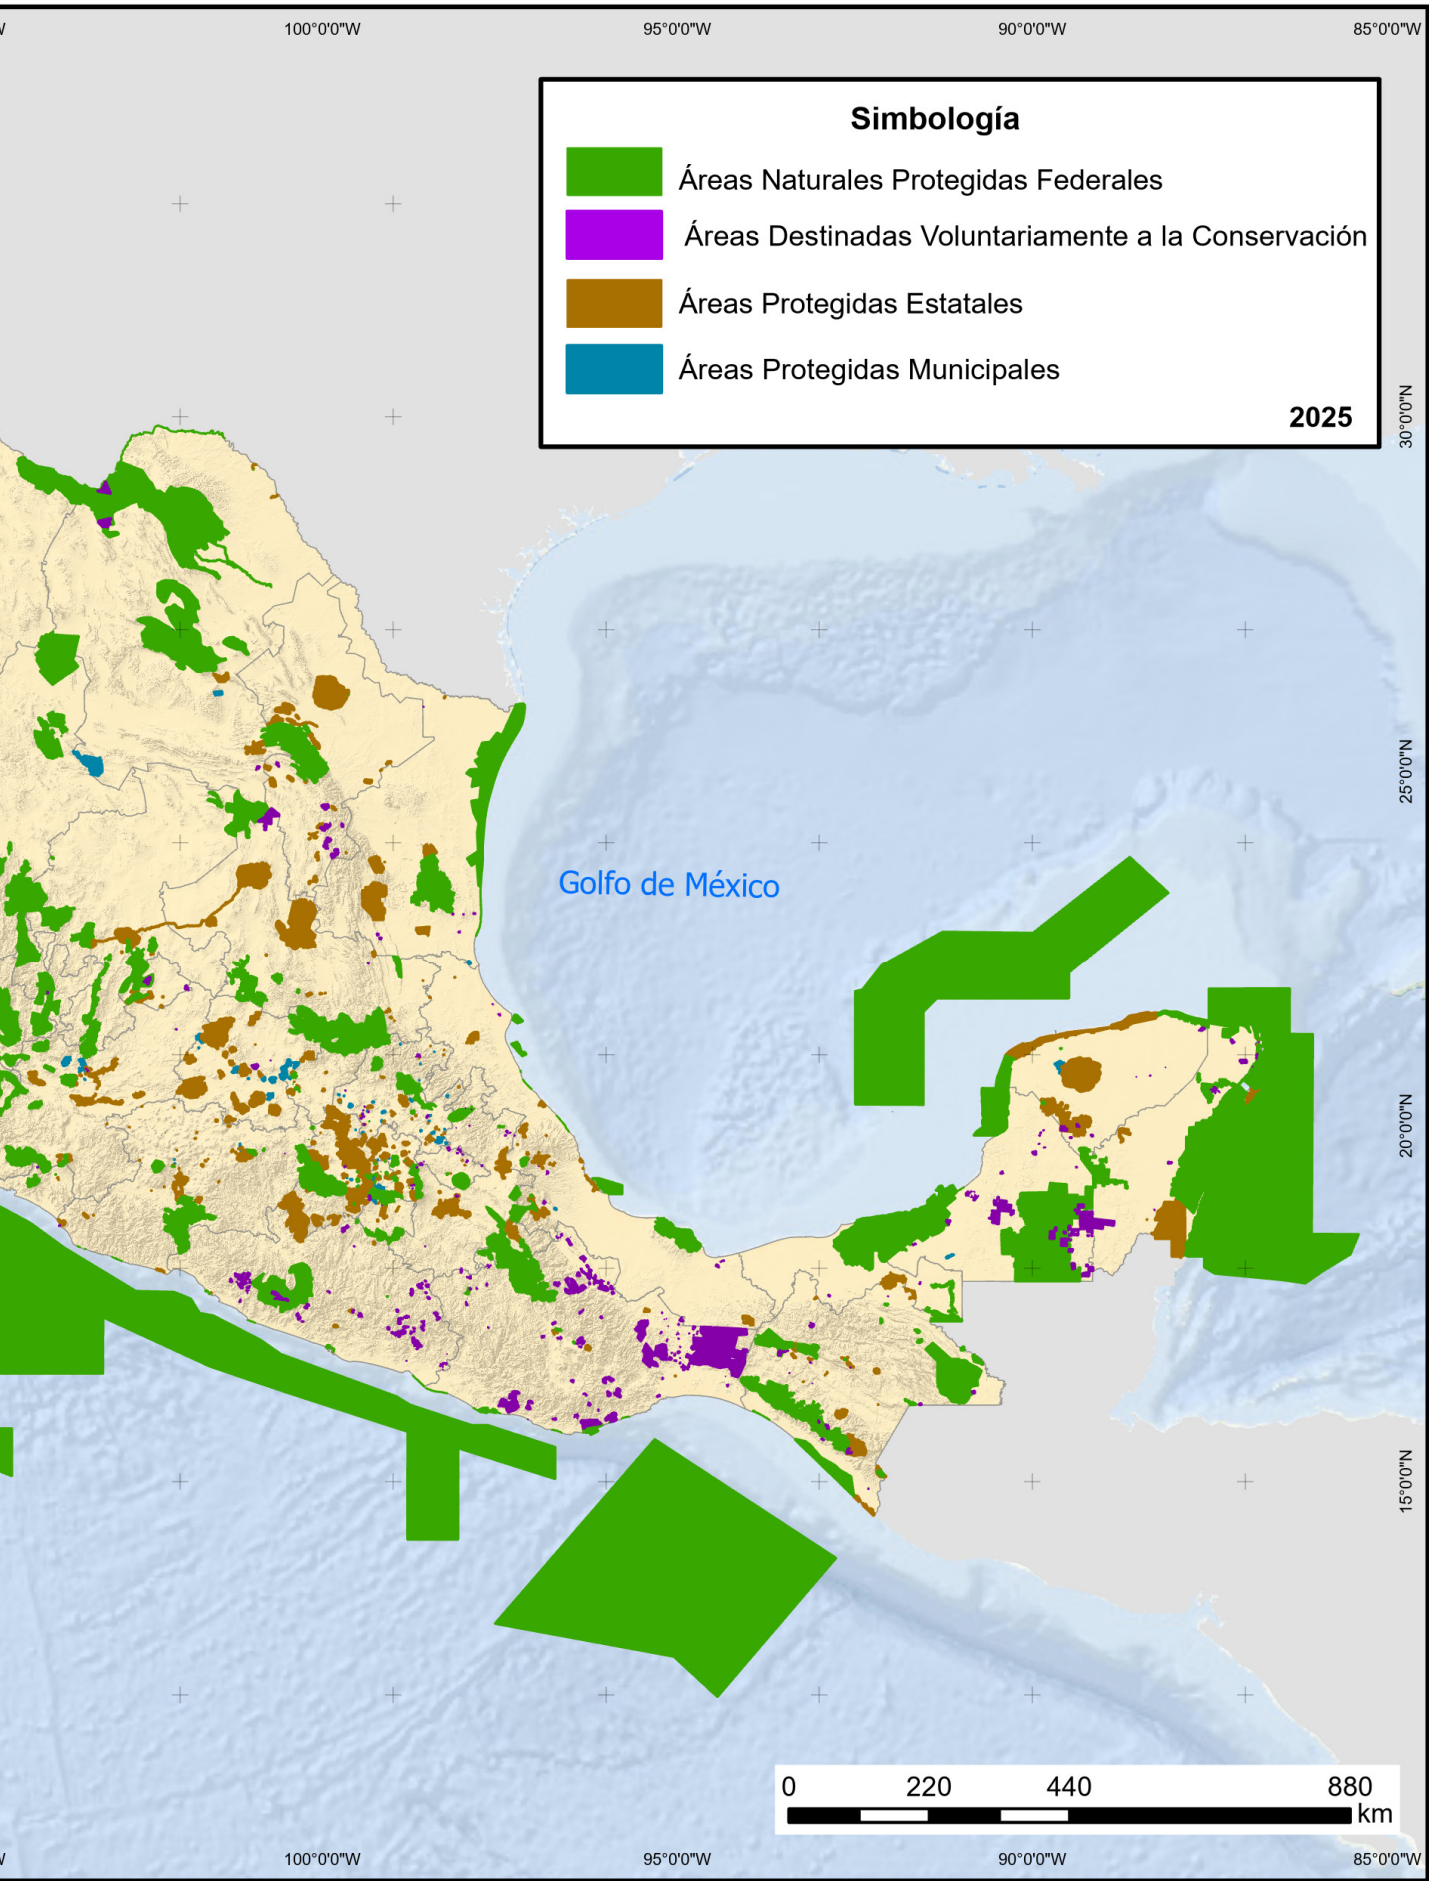 W 100°0'0"W 95°0'0"W 90°0'0"W 85°0'0"W
Simbología
Áreas Naturales Protegidas Federales
Áreas Destinadas Voluntariamente a la Conservación
Áreas Protegidas Estatales
Áreas Protegidas Municipales
2025
30°0'0"N
25°0'0"N
Golfo de México
20°0'0"N
15°0'0"N
0 220 440 880
km
W 100°0'0"W 95°0'0"W 90°0'0"W 85°0'0"W